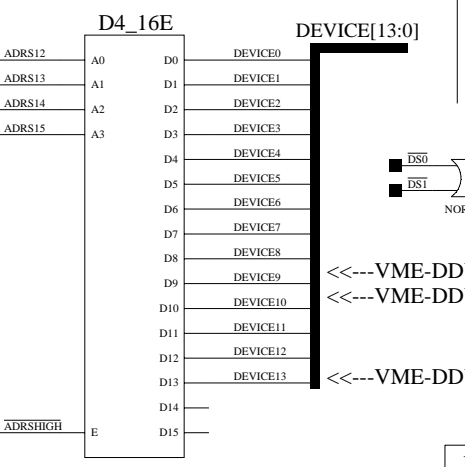 D4_16E
DEVICE[13:0]
ADRS12 A0 D0 DEVICE0
ADRS13 A1 D1 DEVICE1
ADRS14 A2 D2 DEVICE2
ADRS15 A3 D3 DEVICE3
D4 DEVICE4
DS0
D5 DEVICE5
DS1
D6 DEVICE6
NOR
D7 DEVICE7
D8 DEVICE8
<<---VME-DD
D9 DEVICE9
<<---VME-DD
D10 DEVICE10
D11 DEVICE11
D12 DEVICE12
D13 DEVICE13 <<---VME-DD
D14
ADRSHIGH E D15